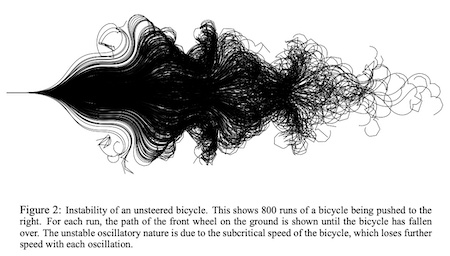 Figure 2: Instability of an unsteered bicycle. This shows 800 runs of a bicycle being pushed to the
right. For each run, the path of the front wheel on the ground is shown until the bicycle has fallen
over. The unstable oscillatory nature is due to the subcritical speed of the bicycle, which loses further
speed with each oscillation.